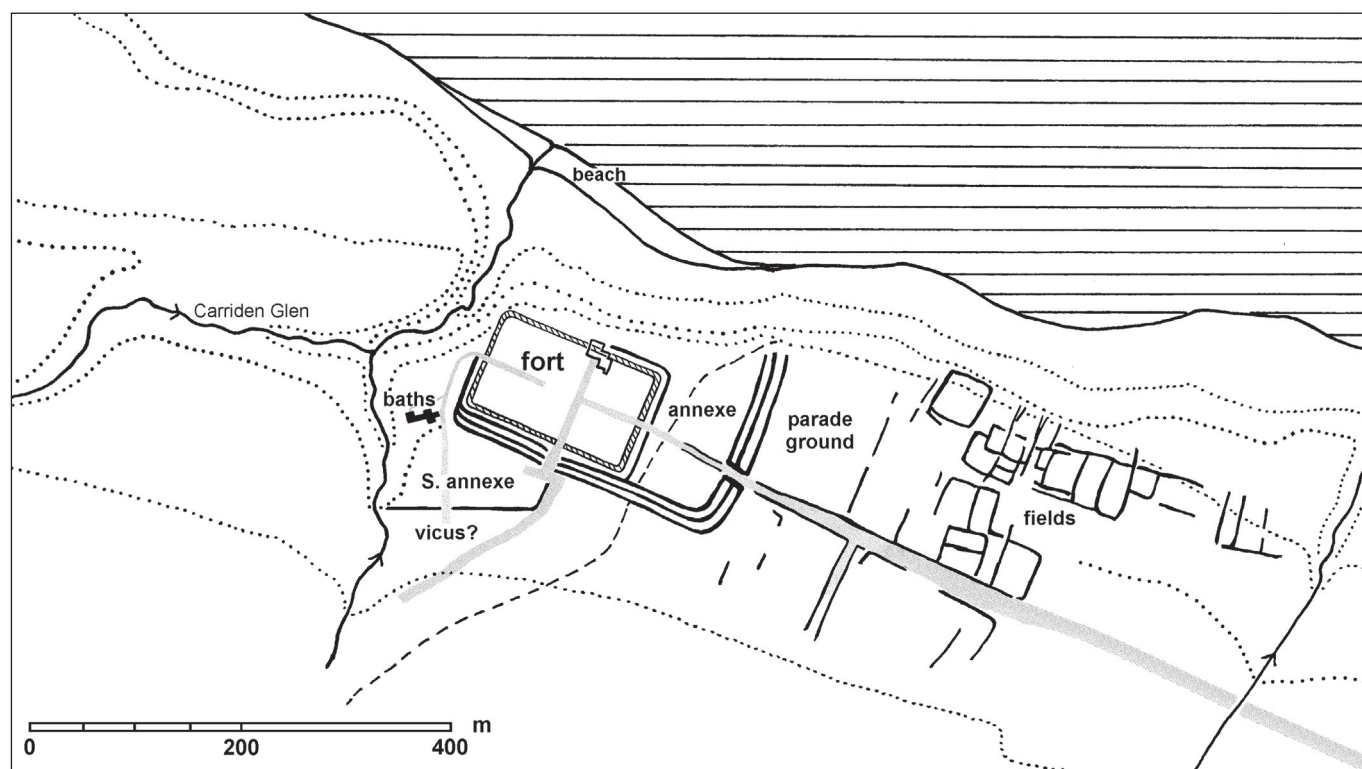 beach
Carriden Glen
fort
baths
annexe
parade
ground
S. annexe
vicus?
fields
m
0 200 400